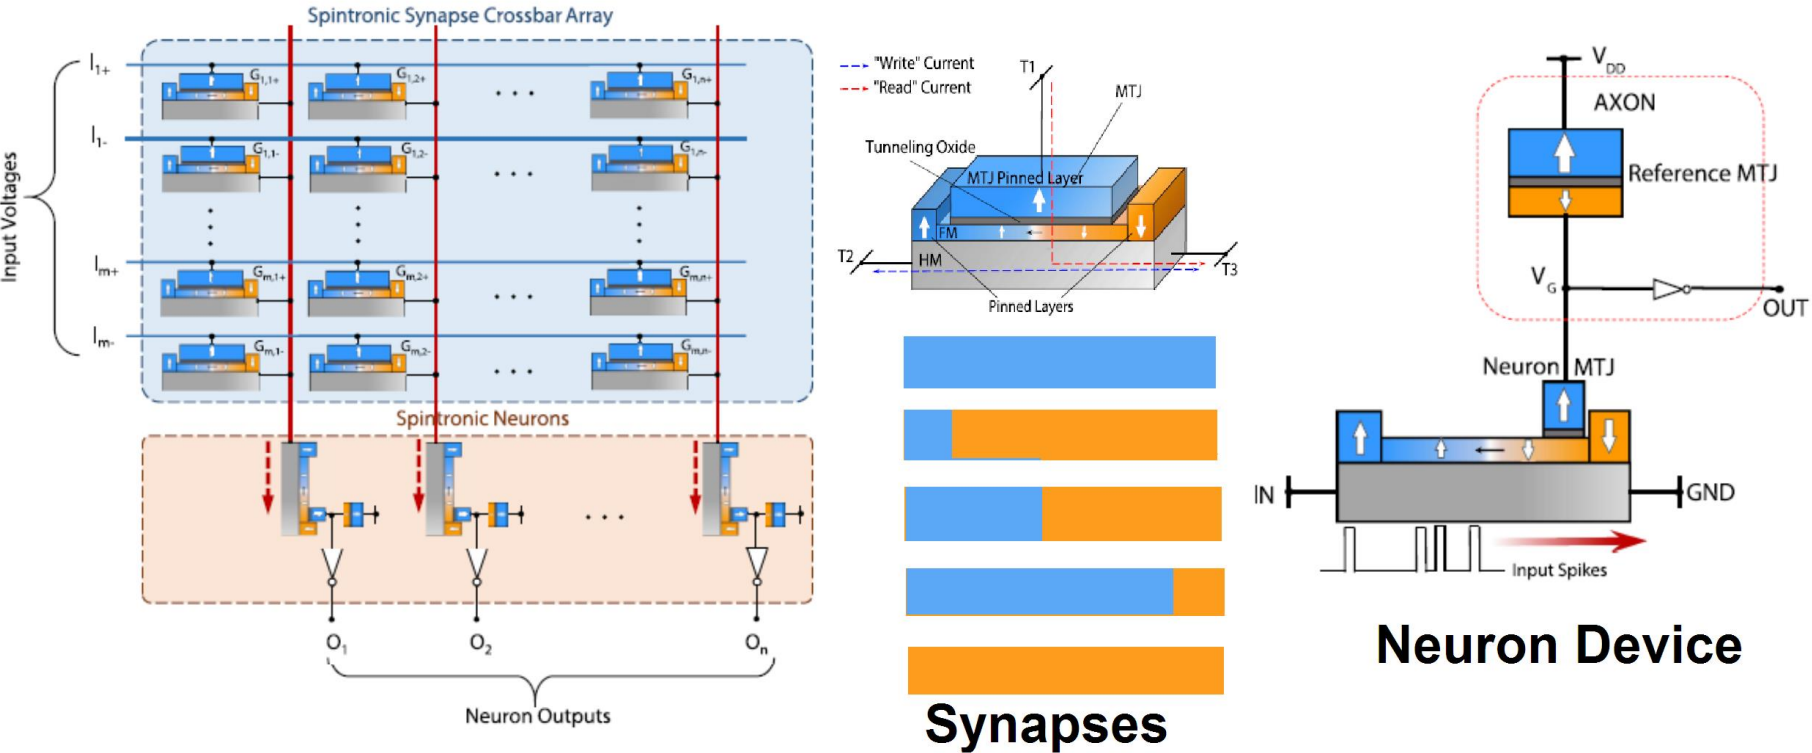 Spintronic Synapse Crossbar Array
Input Voltages
I1+
G1,1+
G1,2+
G1,n+
I1-
G1,1-
G1,2-
G1,n-
Im+
Gm,1+
Gm,2+
Gm,n+
Im-
Gm,1-
Gm,2-
Gm,n-
Spintronic Neurons
O1
O2
On
Neuron Outputs
"Write" Current
"Read" Current
T1
MTJ
Tunneling Oxide
MTJ Pinned Layer
FM
T2
HM
T3
Pinned Layers
Synapses
VDD
AXON
Reference MTJ
VG
OUT
Neuron MTJ
IN
GND
Input Spikes
Neuron Device